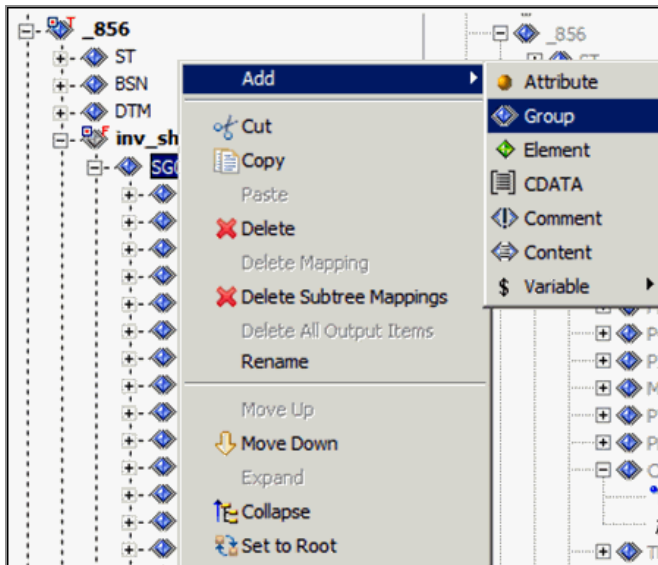 _856
ST
BSN
DTM
inv_sh
SG
Add
Cut
Copy
Paste
Delete
Delete Mapping
Delete Subtree Mappings
Delete All Output Items
Rename
Move Up
Move Down
Expand
Collapse
Set to Root
Attribute
Group
Element
CDATA
Comment
Content
$ Variable
_856
ST
P
P
M
P
P
C
T